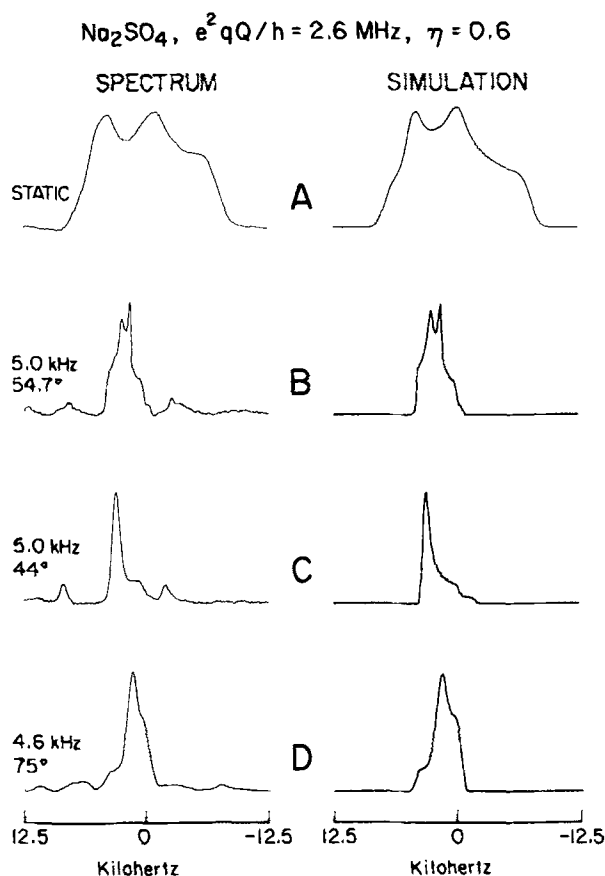 Na₂SO₄, e²qQ/h = 2.6 MHz, η = 0.6
SPECTRUM SIMULATION
STATIC A
5.0 kHz
54.7° B
5.0 kHz
44° C
4.6 kHz
75° D
12.5 0 -12.5 12.5 0 -12.5
Kilohertz Kilohertz